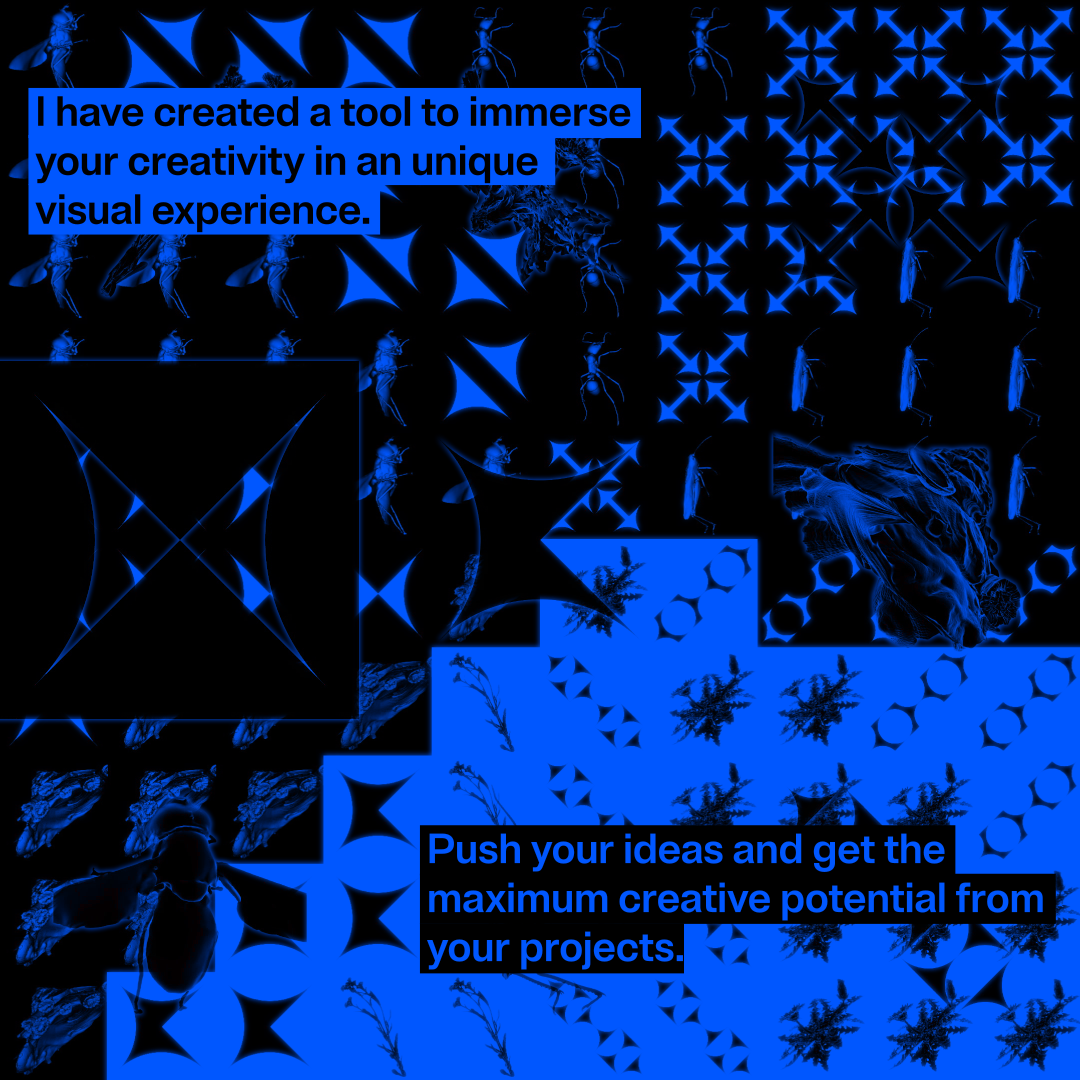 I have created a tool to immerse
your creativity in an unique
visual experience.
Push your ideas and get the
maximum creative potential from
your projects.